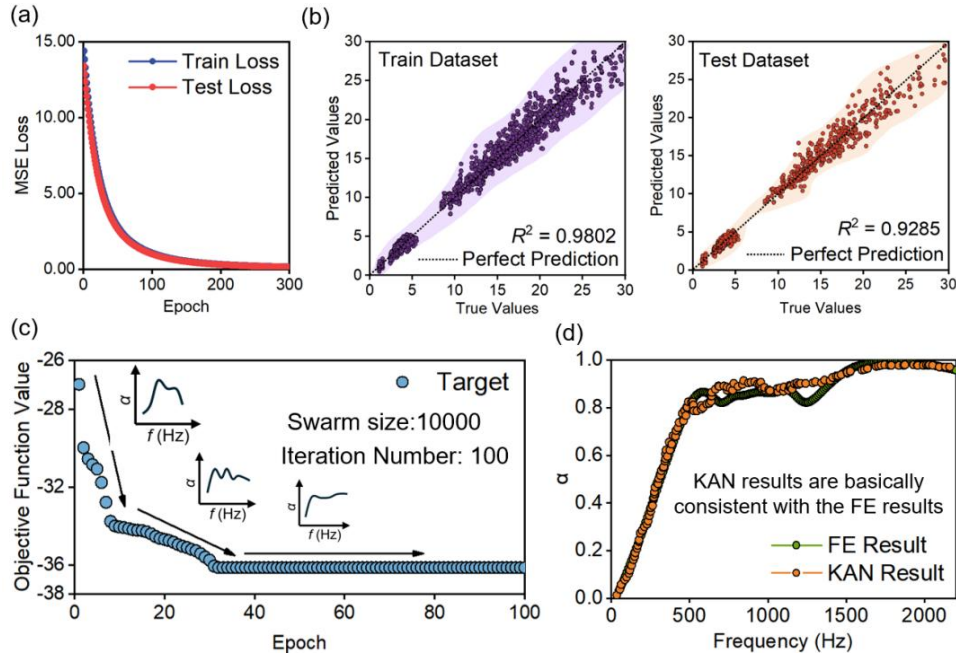 (a)
15.00
10.00
5.00
0.00
MSE Loss
Train Loss
Test Loss
0 100 200 300
Epoch
(b)
30
25
20
15
10
5
0
Predicted Values
Train Dataset
R² = 0.9802
Perfect Prediction
0 5 10 15 20 25 30
True Values
30
25
20
15
10
5
0
Predicted Values
Test Dataset
R² = 0.9285
Perfect Prediction
0 5 10 15 20 25 30
True Values
(c)
-26
-28
-32
-34
-36
-38
Objective Function Value
Target
Swarm size:10000
Iteration Number: 100
α
f (Hz)
α
f (Hz)
α
f (Hz)
0 20 40 60 80 100
Epoch
(d)
1.0
0.8
0.6
0.4
0.2
0.0
α
KAN results are basically
consistent with the FE results
FE Result
KAN Result
0 500 1000 1500 2000
Frequency (Hz)